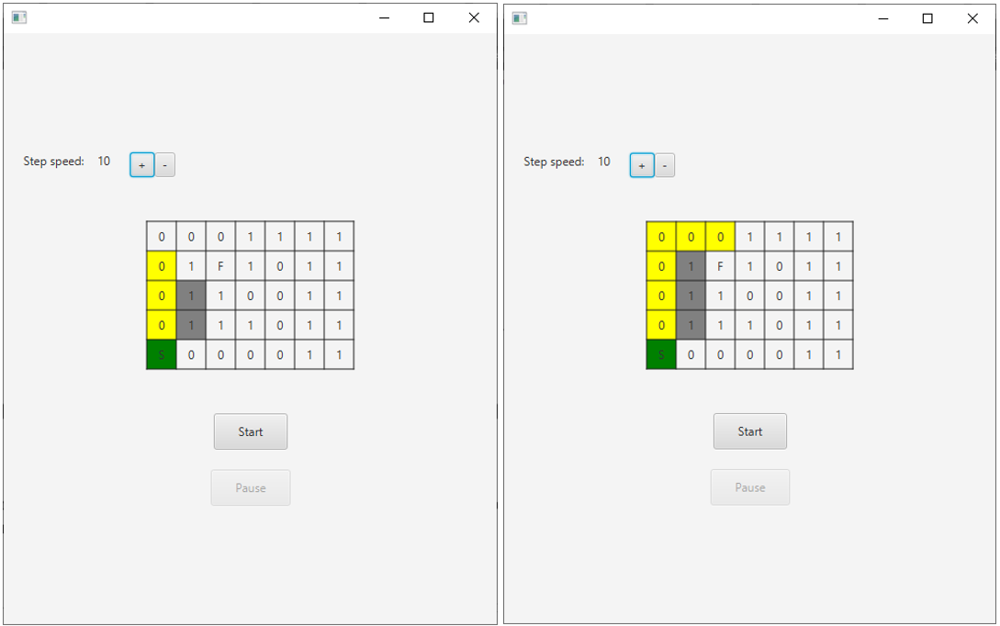 Step speed: 10 + -
0 0 0 1 1 1 1
0 1 F 1 0 1 1
0 1 1 0 0 1 1
0 1 1 1 0 1 1
S 0 0 0 0 1 1
Start
Pause
Step speed: 10 + -
0 0 0 1 1 1 1
0 1 F 1 0 1 1
0 1 1 0 0 1 1
0 1 1 1 0 1 1
S 0 0 0 0 1 1
Start
Pause